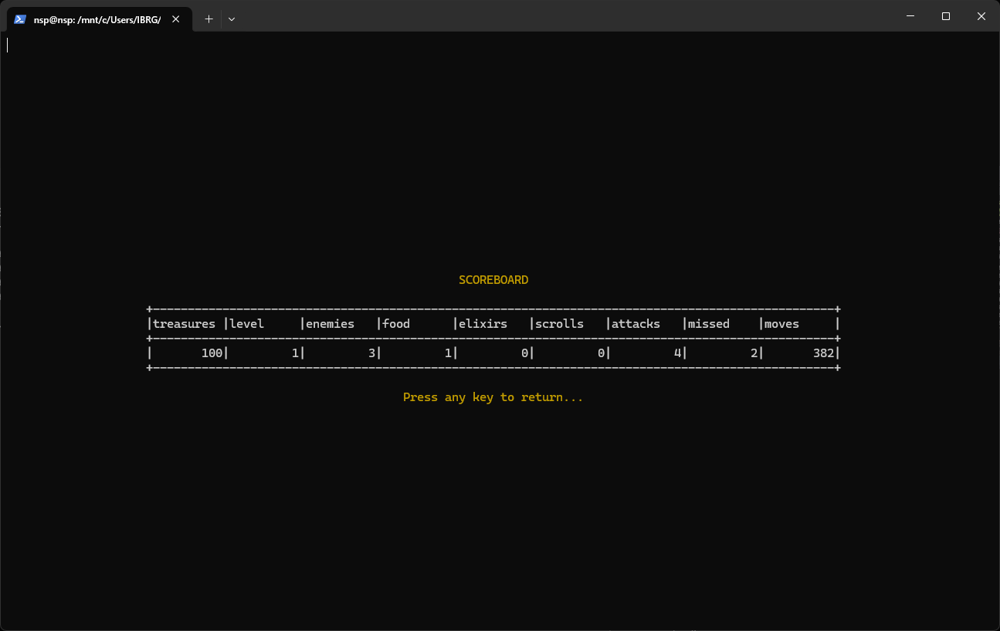 nsp@nsp: /mnt/c/Users/IBRG/
SCOREBOARD
+--------------------------------------------------------------------------------------------------+
|treasures |level     |enemies   |food      |elixirs   |scrolls   |attacks   |missed    |moves     |
+--------------------------------------------------------------------------------------------------+
|       100|         1|         3|         1|         0|         0|         4|         2|       382|
+--------------------------------------------------------------------------------------------------+
Press any key to return...